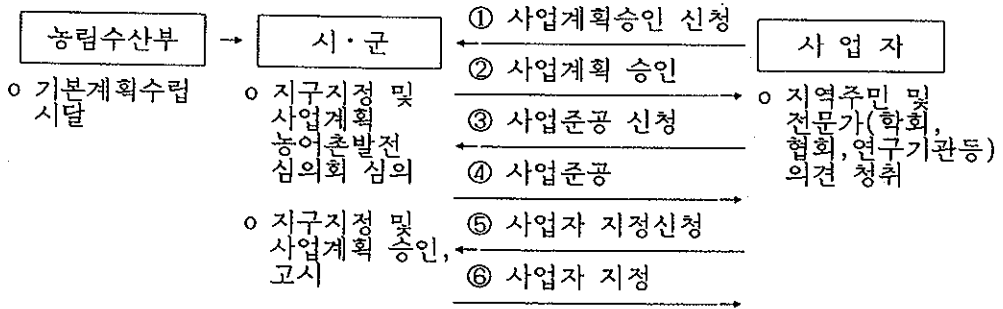 농림수산부 → 시·군 사 업 자
① 사업계획승인 신청
② 사업계획 승인
③ 사업준공 신청
④ 사업준공
⑤ 사업자 지정신청
⑥ 사업자 지정
o 기본계획수립
시달
o 지구지정 및
사업계획
농어촌발전
심의회 심의
o 지구지정 및
사업계획 승인,
고시
o 지역주민 및
전문가(학회,
협회,연구기관등)
의견 청취